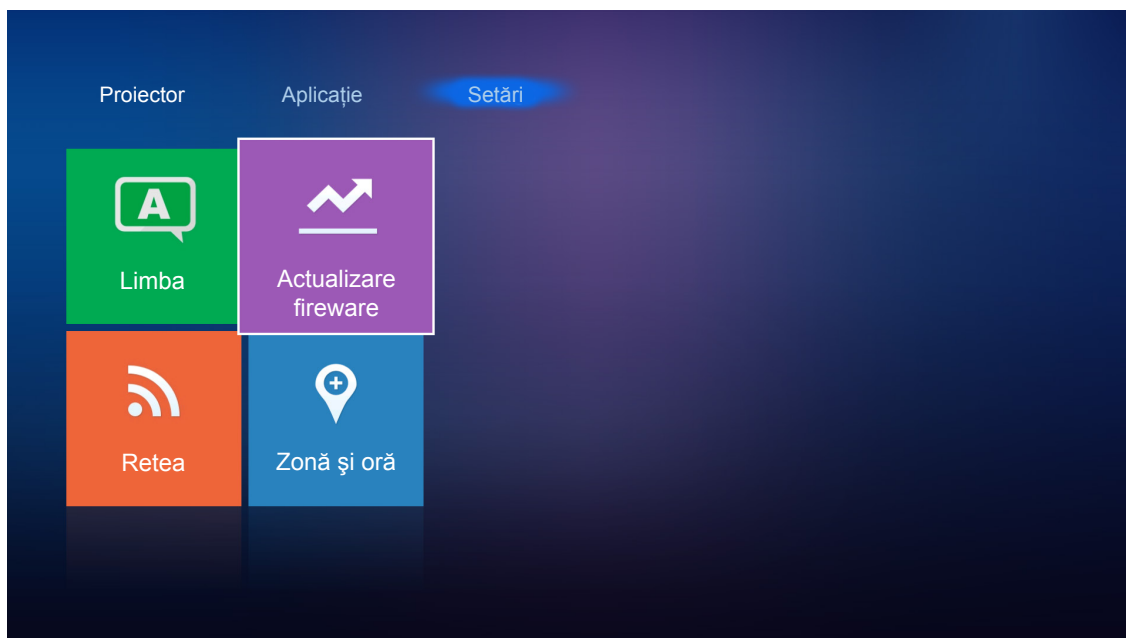 Proiector Aplicație Setări
A
Limba
Actualizare
fireware
Retea
Zonă şi oră